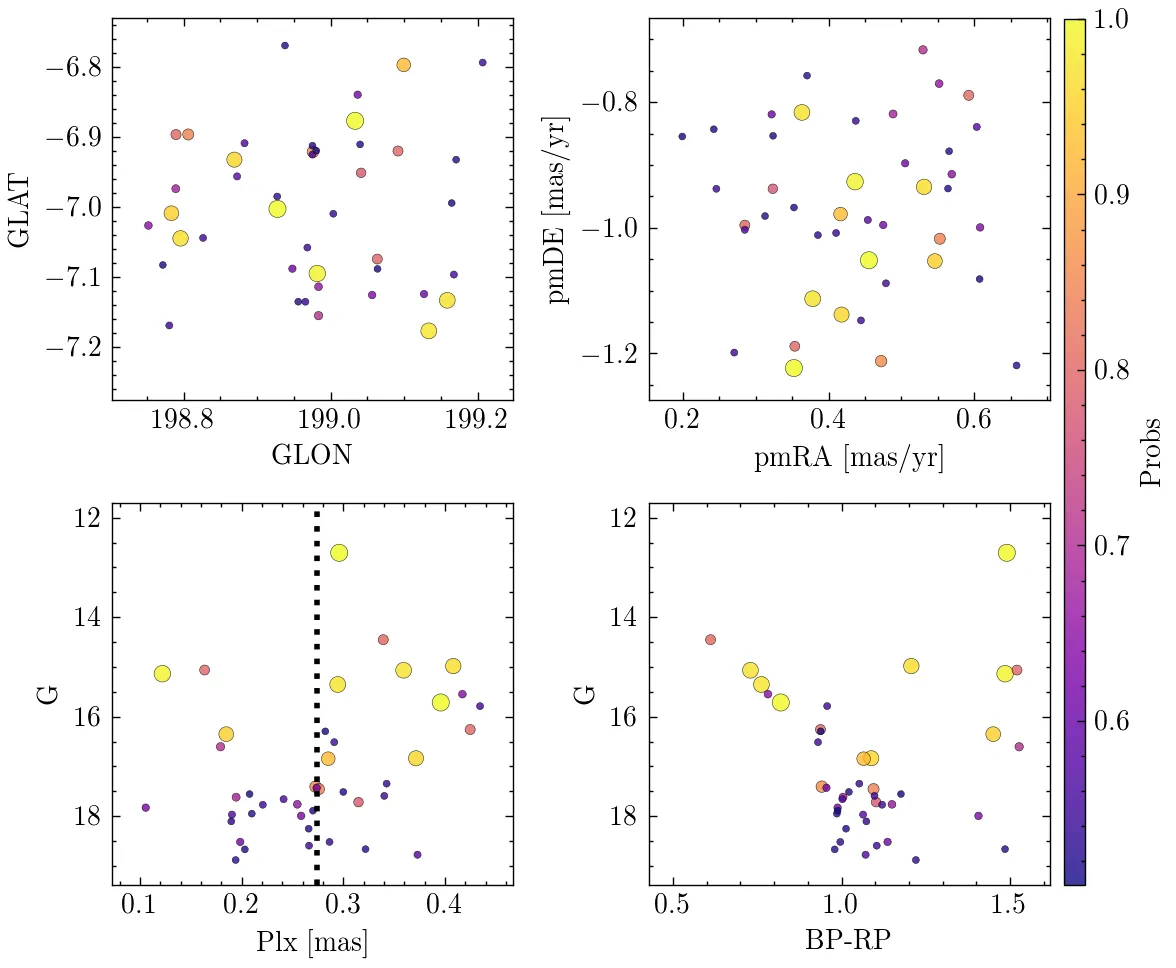 −6.8
−6.9
−7.0
−7.1
−7.2
GLAT
198.8 199.0 199.2
GLON
−0.8
−1.0
−1.2
pmDE [mas/yr]
0.2 0.4 0.6
pmRA [mas/yr]
12
14
16
18
G
0.1 0.2 0.3 0.4
Plx [mas]
12
14
16
18
G
0.5 1.0 1.5
BP-RP
1.0
0.9
0.8
0.7
0.6
Probs